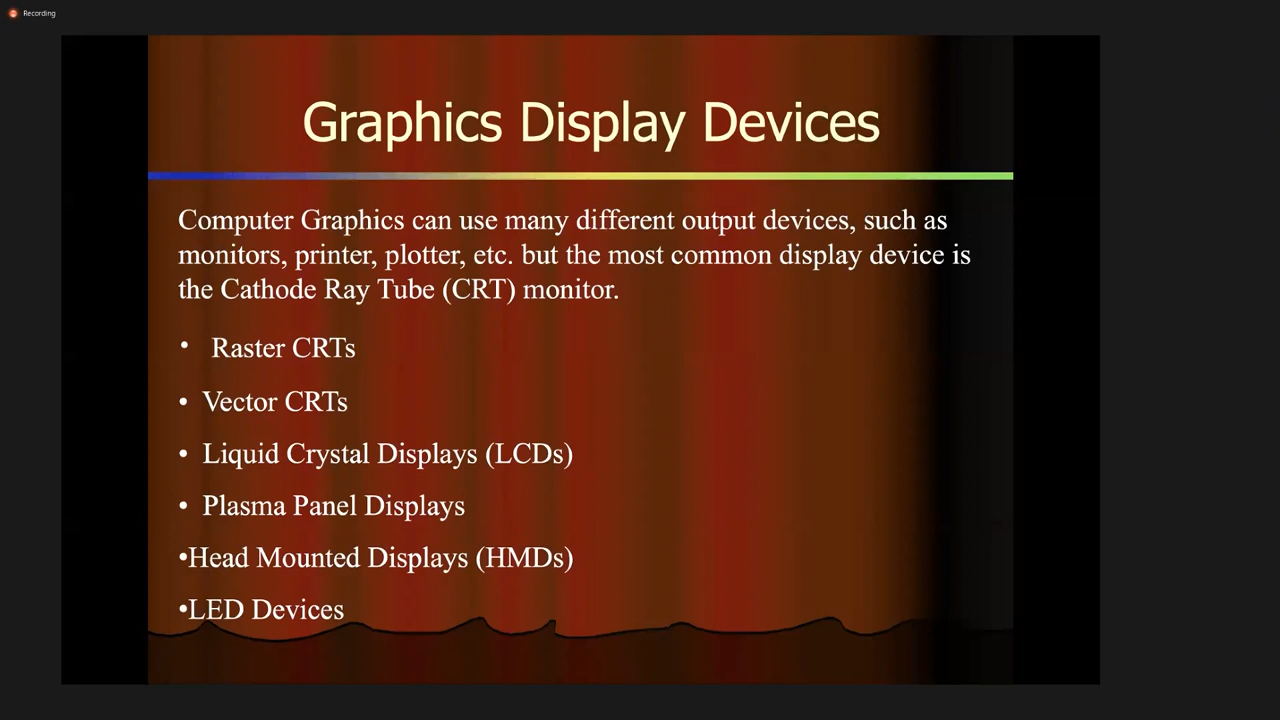 Recording
Graphics Display Devices
Computer Graphics can use many different output devices, such as
monitors, printer, plotter, etc. but the most common display device is
the Cathode Ray Tube (CRT) monitor.
• Raster CRTs
• Vector CRTs
• Liquid Crystal Displays (LCDs)
• Plasma Panel Displays
•Head Mounted Displays (HMDs)
•LED Devices